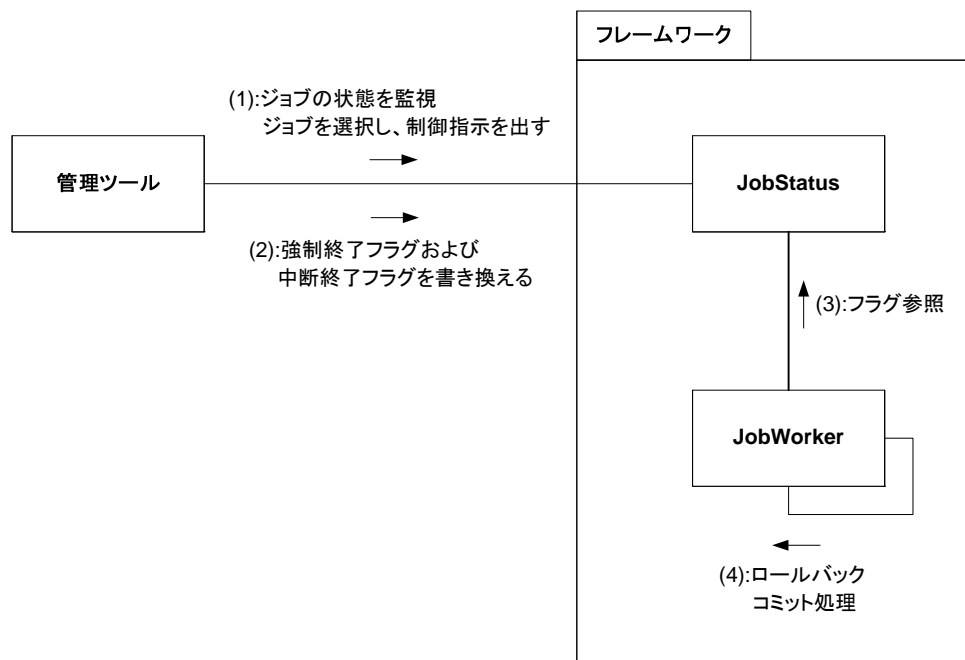 フレームワーク
(1):ジョブの状態を監視
ジョブを選択し、制御指示を出す
管理ツール
JobStatus
(2):強制終了フラグおよび
中断終了フラグを書き換える
(3):フラグ参照
JobWorker
(4):ロールバック
コミット処理